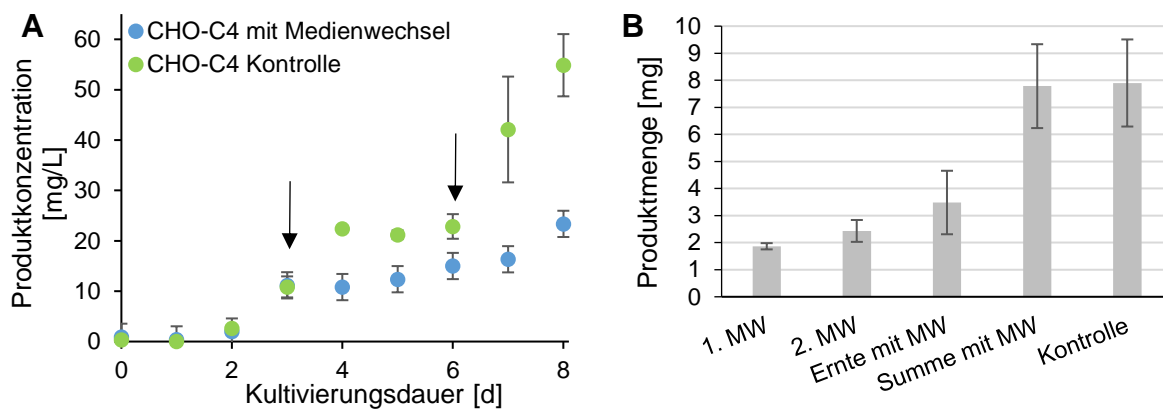 A
CHO-C4 mit Medienwechsel
CHO-C4 Kontrolle
Produktkonzentration
[mg/L]
60
50
40
30
20
10
0
0
2
4
6
8
Kultivierungsdauer [d]
B
Produktmenge [mg]
10
9
8
7
6
5
4
3
2
1
0
1. MW
2. MW
Ernte mit MW
Summe mit MW
Kontrolle